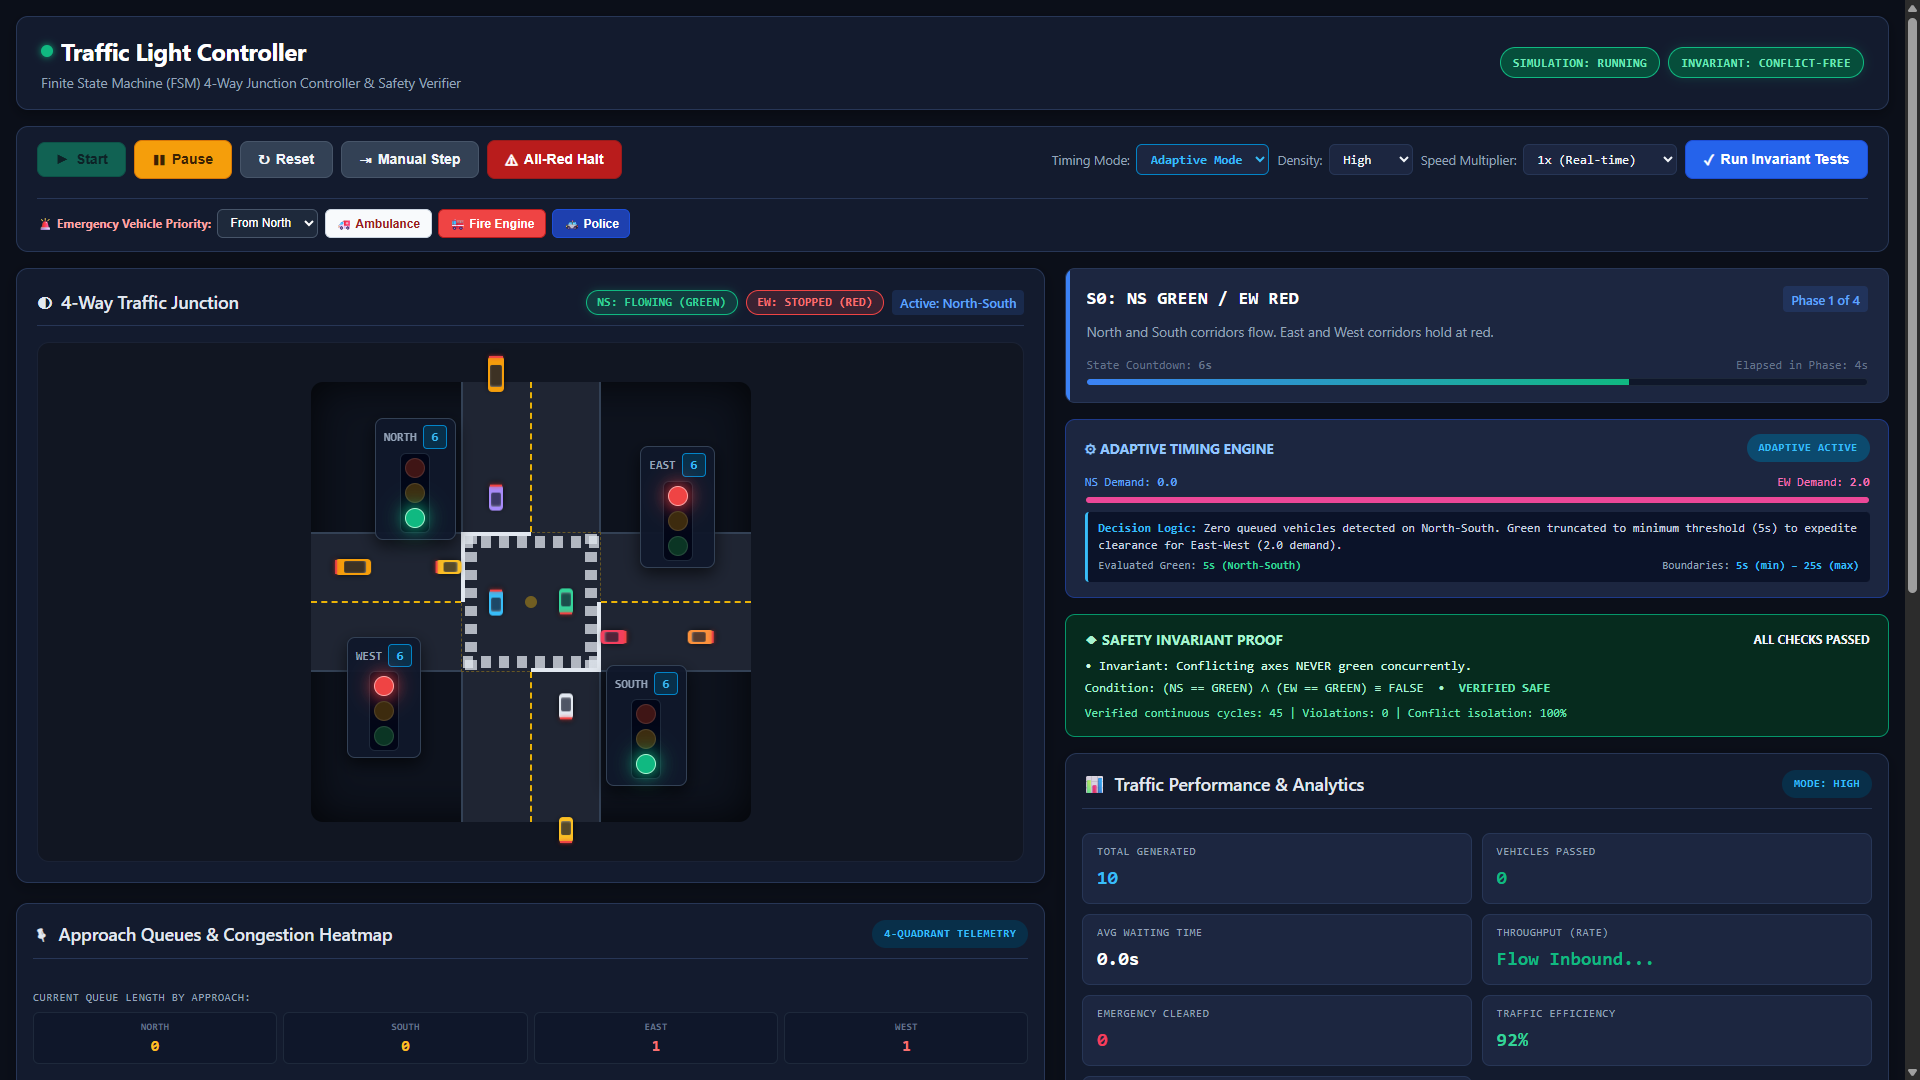 Traffic Light Controller
Finite State Machine (FSM) 4-Way Junction Controller & Safety Verifier
SIMULATION: RUNNING
INVARIANT: CONFLICT-FREE
Start
Pause
Reset
Manual Step
All-Red Halt
Timing Mode: Adaptive Mode
Density: High
Speed Multiplier: 1x (Real-time)
Run Invariant Tests
Emergency Vehicle Priority: From North
Ambulance
Fire Engine
Police
4-Way Traffic Junction
NS: FLOWING (GREEN)
EW: STOPPED (RED)
Active: North-South
NORTH 6
EAST 6
WEST 6
SOUTH 6
S0: NS GREEN / EW RED
Phase 1 of 4
North and South corridors flow. East and West corridors hold at red.
State Countdown: 6s
Elapsed in Phase: 4s
ADAPTIVE TIMING ENGINE
ADAPTIVE ACTIVE
NS Demand: 0.0
EW Demand: 2.0
Decision Logic: Zero queued vehicles detected on North-South. Green truncated to minimum threshold (5s) to expedite
clearance for East-West (2.0 demand).
Evaluated Green: 5s (North-South)
Boundaries: 5s (min) – 25s (max)
SAFETY INVARIANT PROOF
ALL CHECKS PASSED
• Invariant: Conflicting axes NEVER green concurrently.
Condition: (NS == GREEN) ∧ (EW == GREEN) ≡ FALSE • VERIFIED SAFE
Verified continuous cycles: 45 | Violations: 0 | Conflict isolation: 100%
Traffic Performance & Analytics
MODE: HIGH
TOTAL GENERATED
10
VEHICLES PASSED
0
AVG WAITING TIME
0.0s
THROUGHPUT (RATE)
Flow Inbound...
EMERGENCY CLEARED
0
TRAFFIC EFFICIENCY
92%
Approach Queues & Congestion Heatmap
4-QUADRANT TELEMETRY
CURRENT QUEUE LENGTH BY APPROACH:
NORTH
0
SOUTH
0
EAST
1
WEST
1